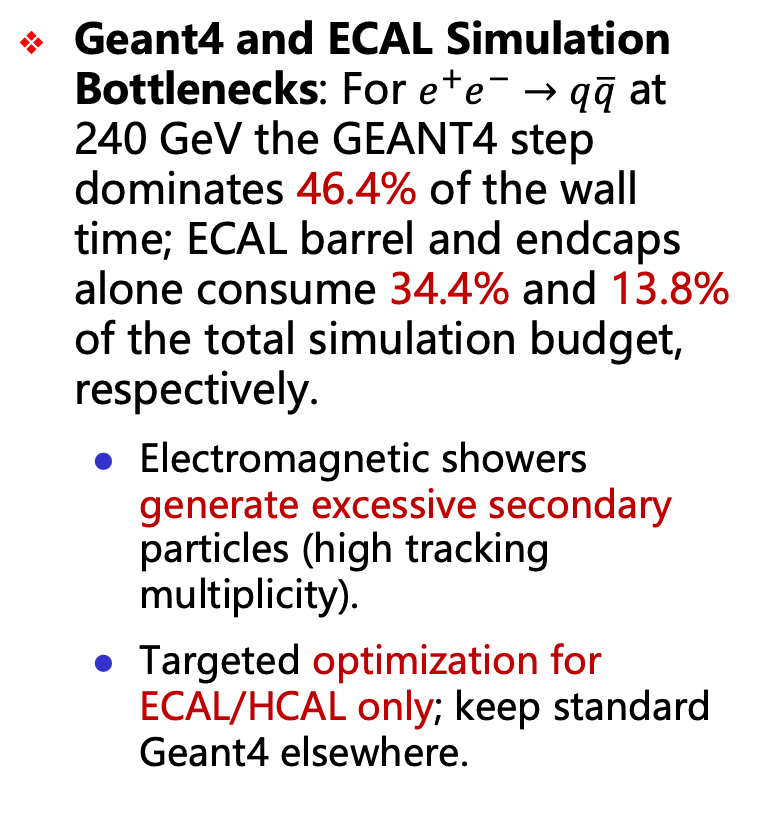 ❖ Geant4 and ECAL Simulation
Bottlenecks: For e⁺e⁻ → qq̄ at
240 GeV the GEANT4 step
dominates 46.4% of the wall
time; ECAL barrel and endcaps
alone consume 34.4% and 13.8%
of the total simulation budget,
respectively.
● Electromagnetic showers
generate excessive secondary
particles (high tracking
multiplicity).
● Targeted optimization for
ECAL/HCAL only; keep standard
Geant4 elsewhere.